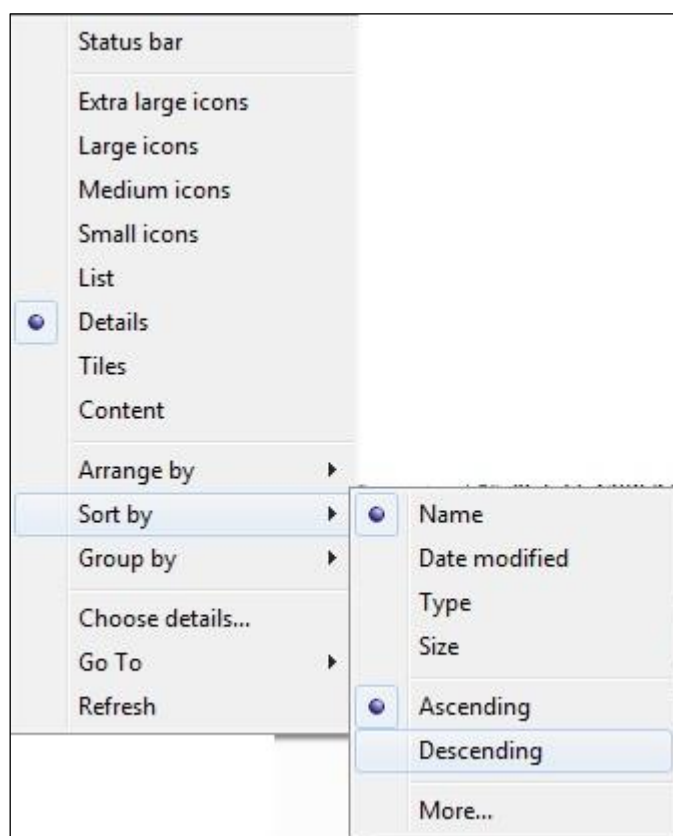 Status bar
Extra large icons
Large icons
Medium icons
Small icons
List
Details
Tiles
Content
Arrange by
Sort by
Group by
Choose details...
Go To
Refresh
Name
Date modified
Type
Size
Ascending
Descending
More...